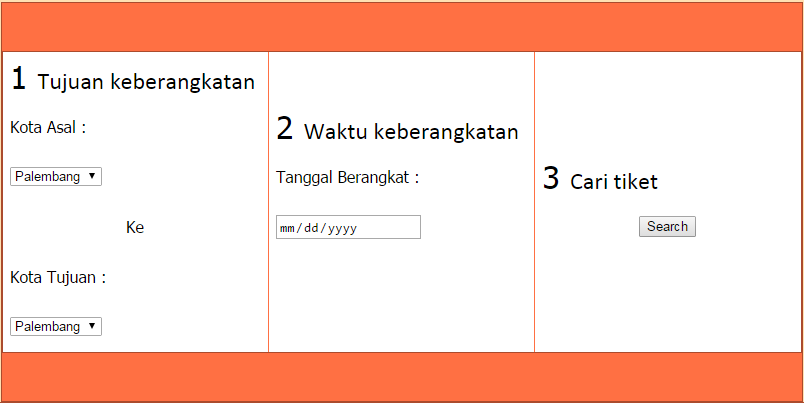 1 Tujuan keberangkatan
Kota Asal :
Palembang
Ke
Kota Tujuan :
Palembang
2 Waktu keberangkatan
Tanggal Berangkat :
mm/dd/yyyy
3 Cari tiket
Search